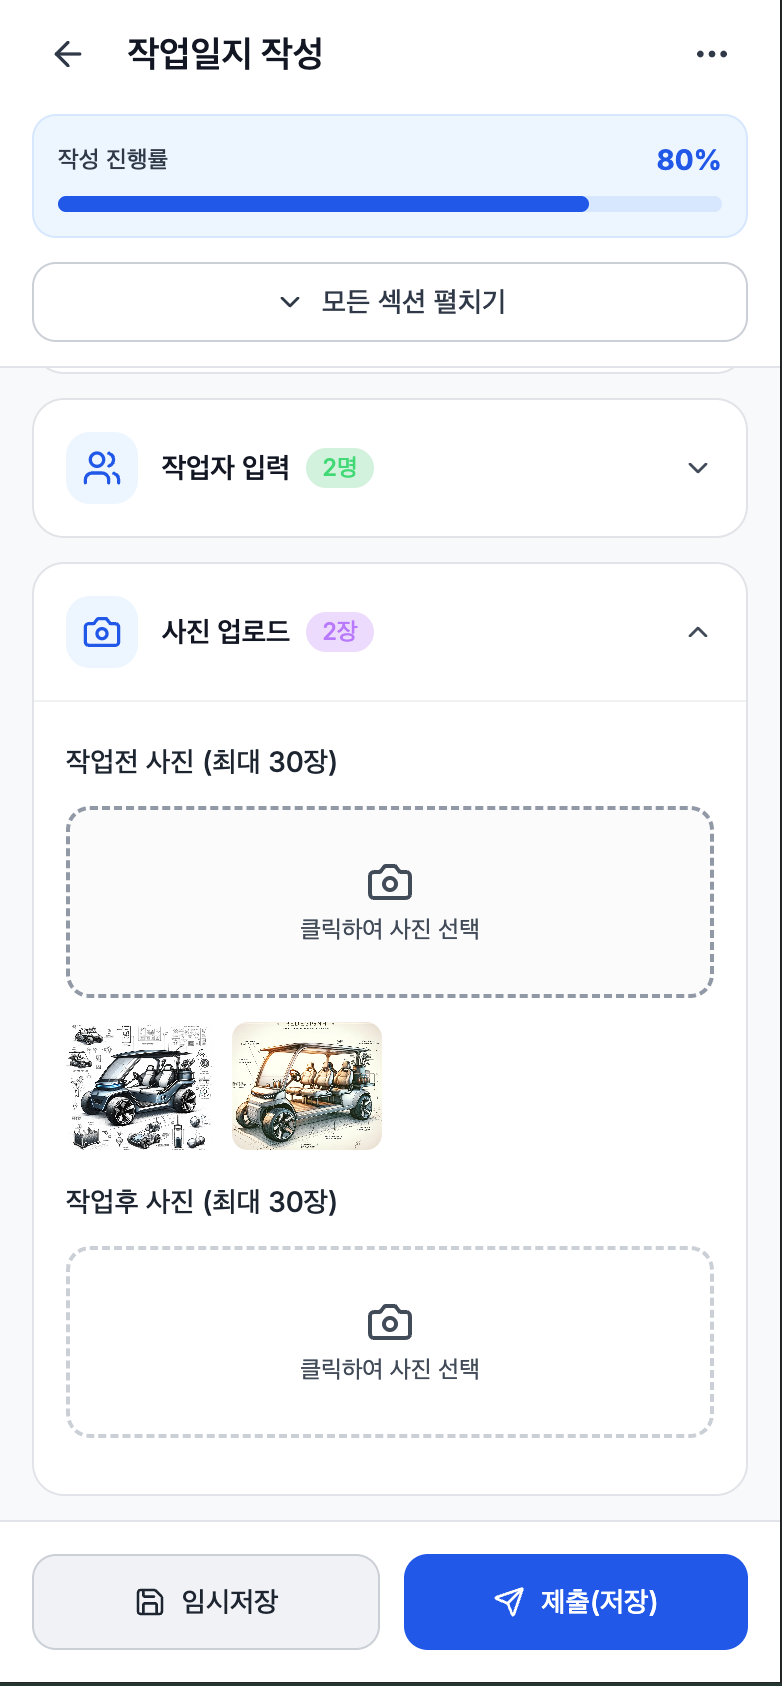 작업일지 작성
작성 진행률
80%
모든 섹션 펼치기
작업자 입력 2명
사진 업로드 2장
작업전 사진 (최대 30장)
클릭하여 사진 선택
작업후 사진 (최대 30장)
클릭하여 사진 선택
임시저장
제출(저장)